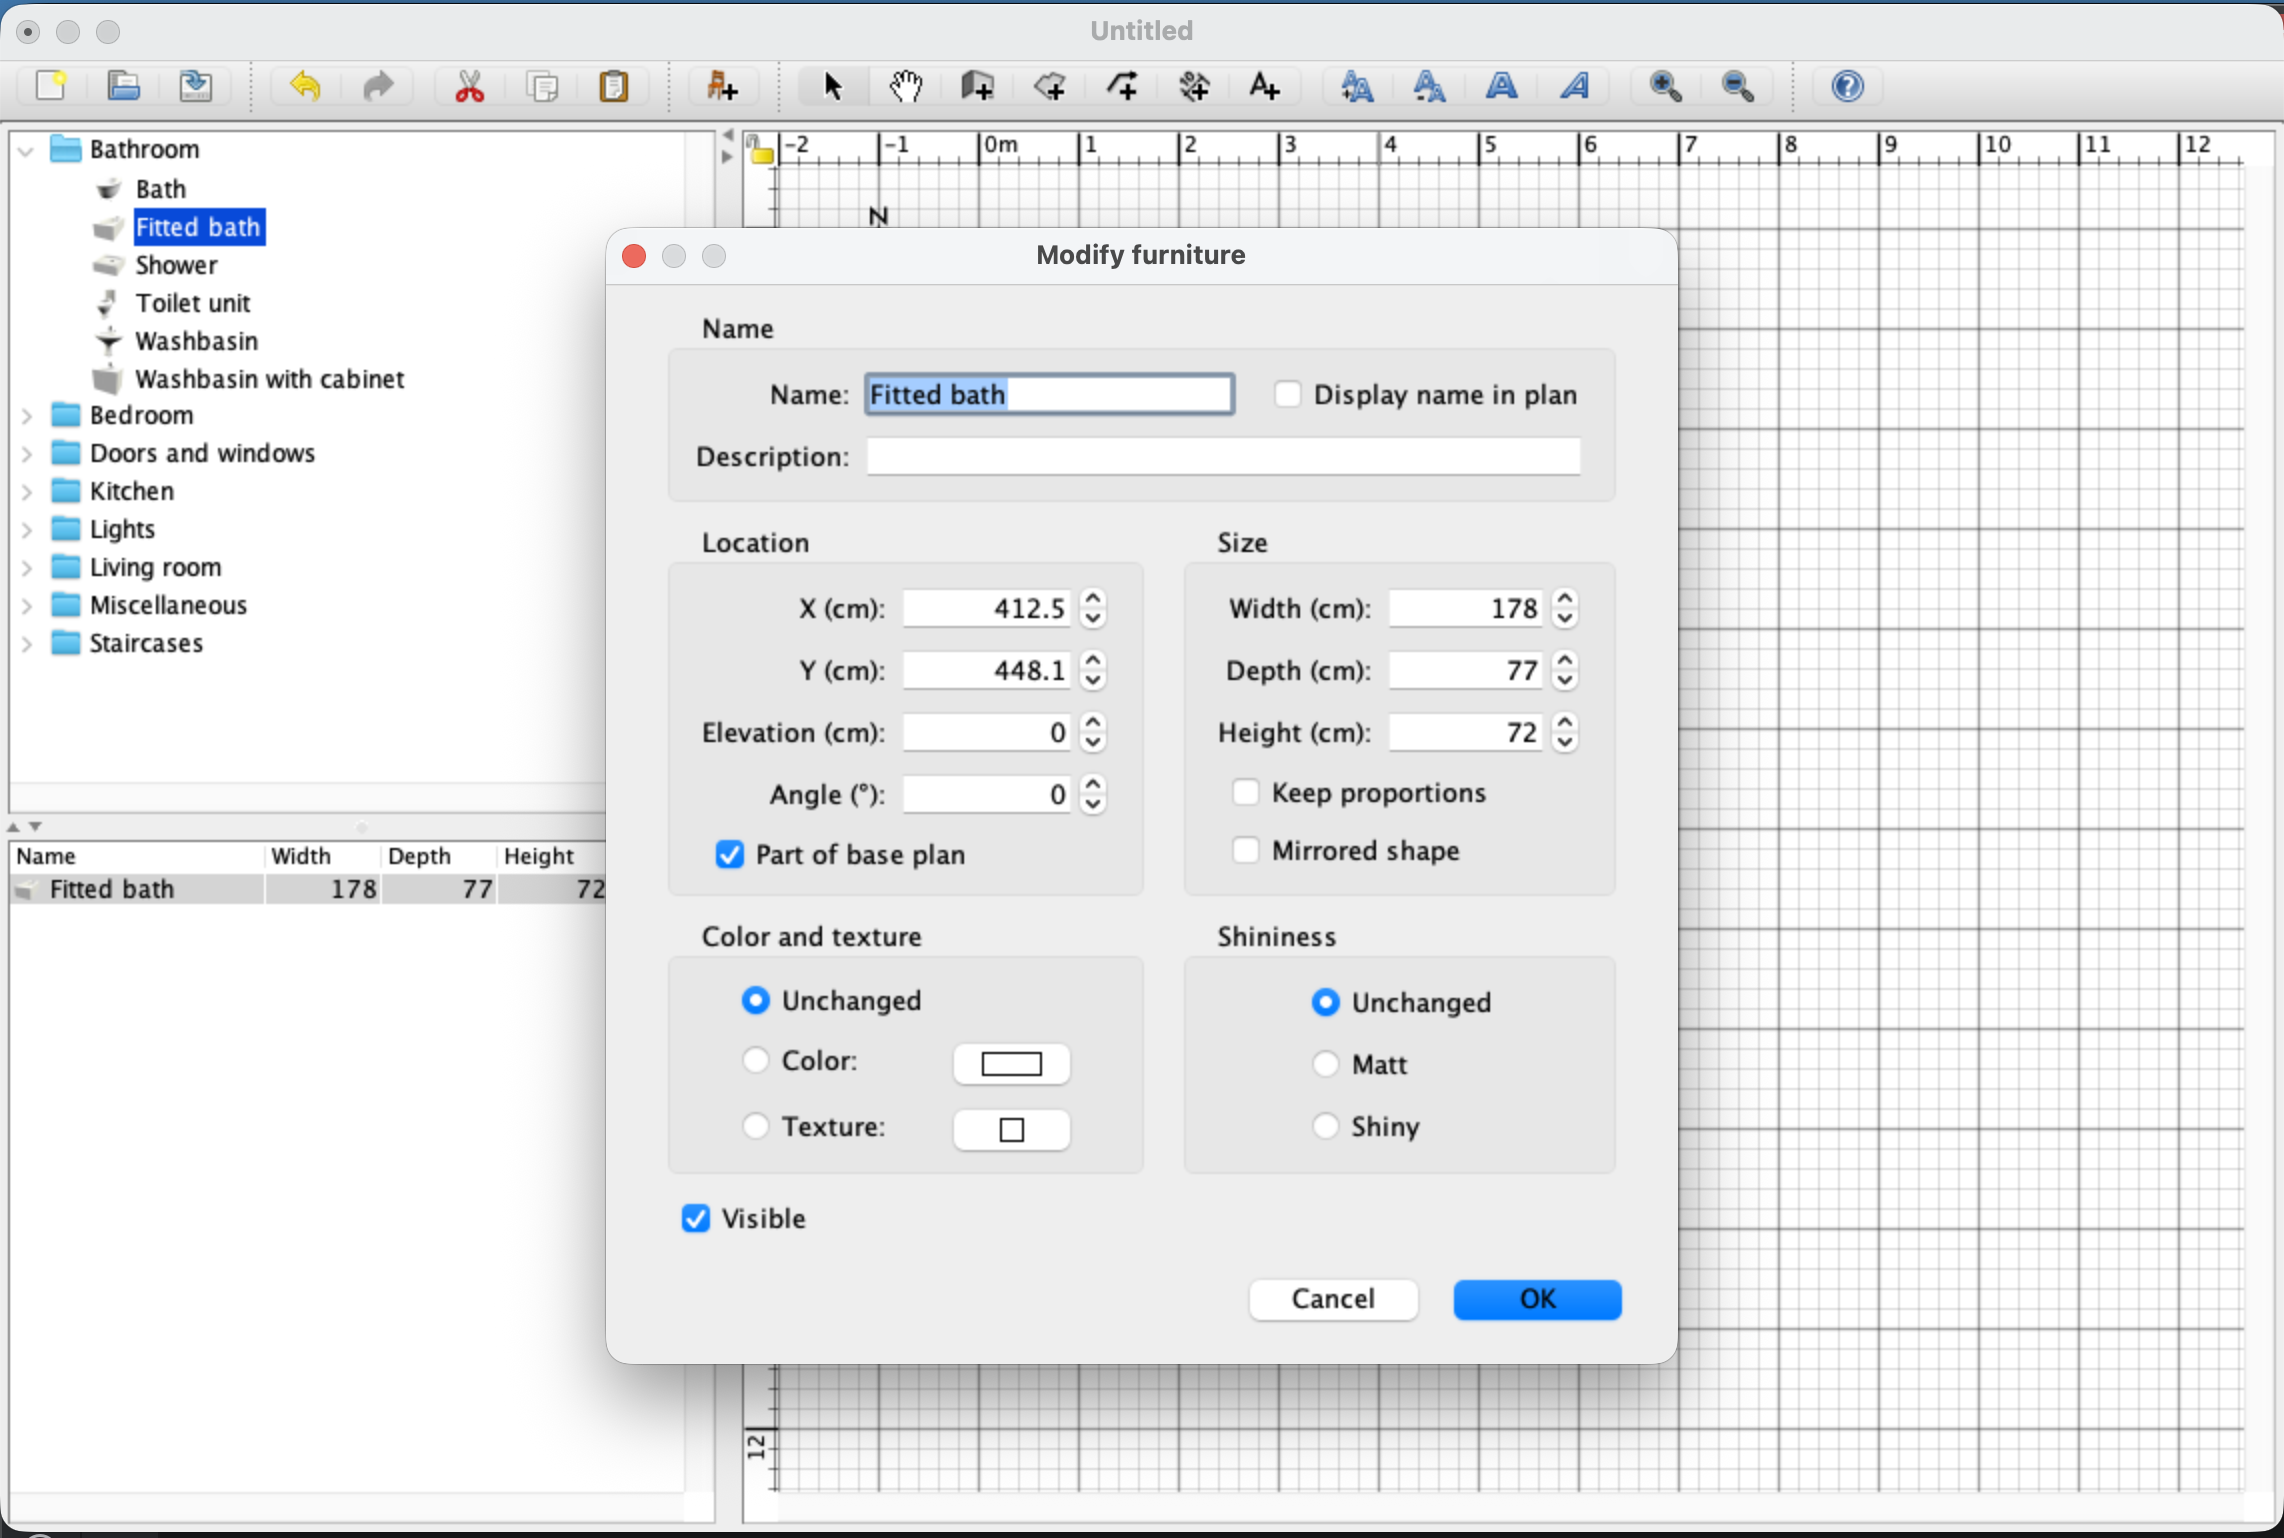 Untitled
Bathroom
Bath
Fitted bath
Shower
Toilet unit
Washbasin
Washbasin with cabinet
Bedroom
Doors and windows
Kitchen
Lights
Living room
Miscellaneous
Staircases
Name Width Depth Height
Fitted bath 178 77 72
-2 -1 0m 1 2 3 4 5 6 7 8 9 10 11 12
N
12
Modify furniture
Name
Name: Fitted bath Display name in plan
Description:
Location
X (cm): 412.5
Y (cm): 448.1
Elevation (cm): 0
Angle (°): 0
Part of base plan
Size
Width (cm): 178
Depth (cm): 77
Height (cm): 72
Keep proportions
Mirrored shape
Color and texture
Unchanged
Color:
Texture:
Shininess
Unchanged
Matt
Shiny
Visible
Cancel OK